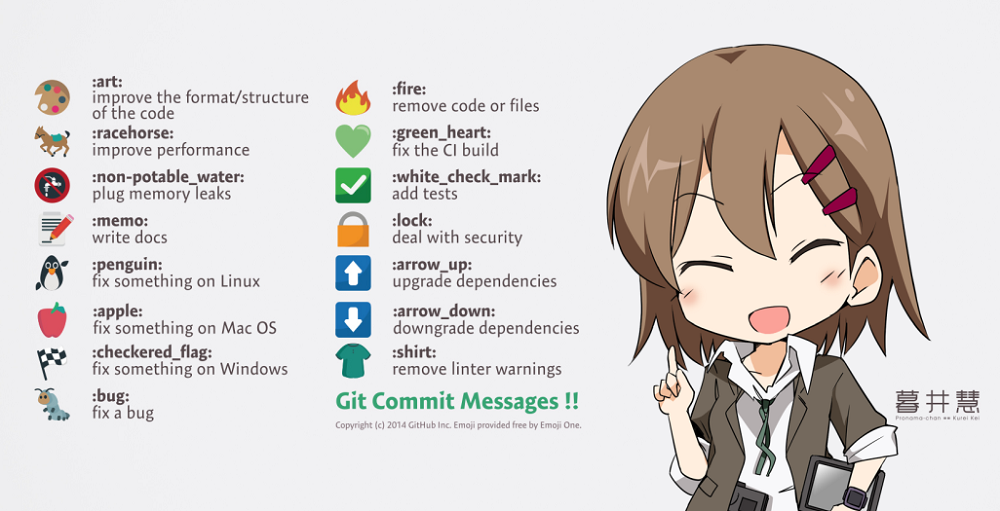 :art:
improve the format/structure
of the code
:racehorse:
improve performance
:non-potable_water:
plug memory leaks
:memo:
write docs
:penguin:
fix something on Linux
:apple:
fix something on Mac OS
:checkered_flag:
fix something on Windows
:bug:
fix a bug
:fire:
remove code or files
:green_heart:
fix the CI build
:white_check_mark:
add tests
:lock:
deal with security
:arrow_up:
upgrade dependencies
:arrow_down:
downgrade dependencies
:shirt:
remove linter warnings
Git Commit Messages !!
Copyright (c) 2014 GitHub Inc. Emoji provided free by Emoji One.
暮井慧
Pronama-chan •• Kurei Kei